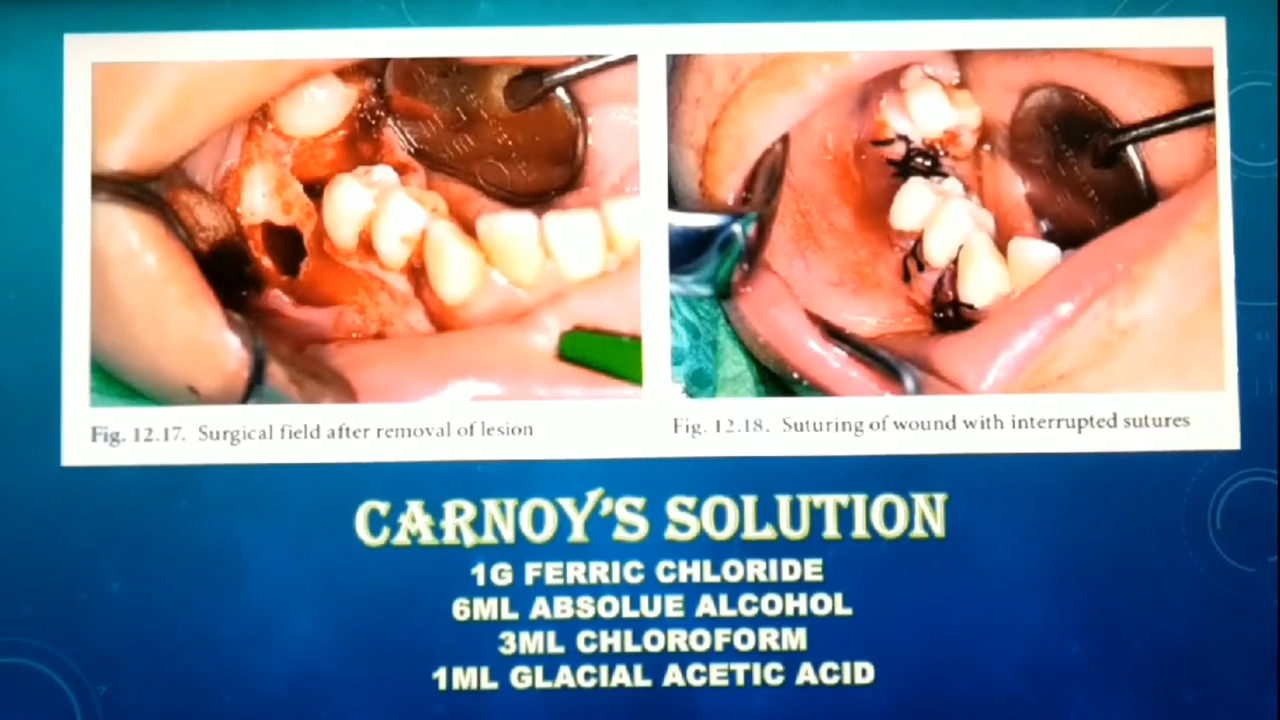 Fig. 12.17. Surgical field after removal of lesion
Fig. 12.18. Suturing of wound with interrupted sutures
CARNOY'S SOLUTION
1G FERRIC CHLORIDE
6ML ABSOLUE ALCOHOL
3ML CHLOROFORM
1ML GLACIAL ACETIC ACID